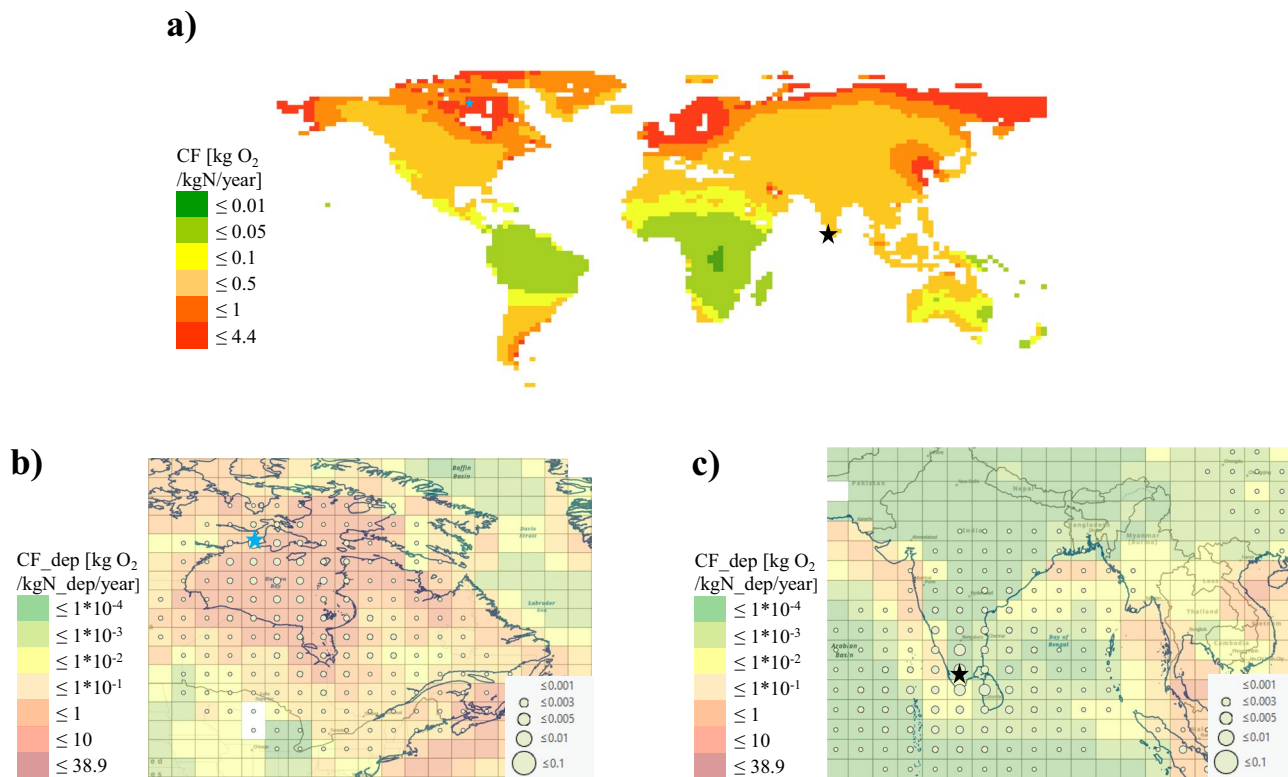 a)
CF [kg O₂
/kgN/year]
≤ 0.01
≤ 0.05
≤ 0.1
≤ 0.5
≤ 1
≤ 4.4
b)
CF_dep [kg O₂
/kgN_dep/year]
≤ 1*10⁻⁴
≤ 1*10⁻³
≤ 1*10⁻²
≤ 1*10⁻¹
≤ 1
≤ 10
≤ 38.9
Baffin
Basin
Davis
Strait
Labrador
Sea
≤0.001
≤0.003
≤0.005
≤0.01
≤0.1
c)
CF_dep [kg O₂
/kgN_dep/year]
≤ 1*10⁻⁴
≤ 1*10⁻³
≤ 1*10⁻²
≤ 1*10⁻¹
≤ 1
≤ 10
≤ 38.9
Pakistan
Nepal
India
Bangladesh
Myanmar
(Burma)
Thailand
Cambodia
Arabian
Basin
Bay of
Bengal
≤0.001
≤0.003
≤0.005
≤0.01
≤0.1